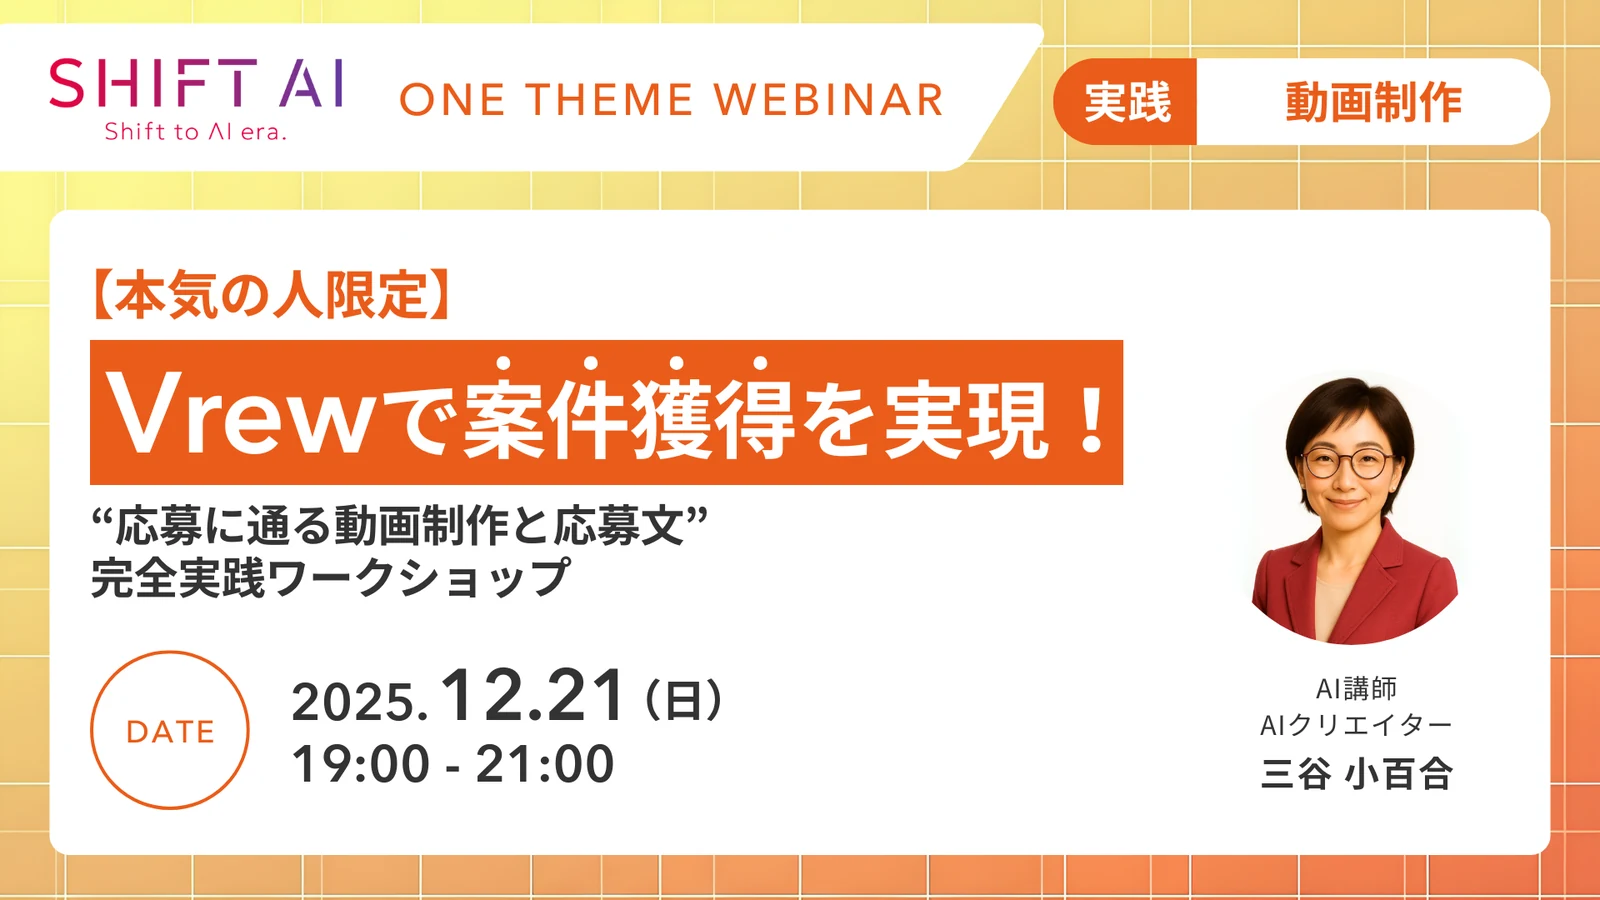 SHIFT AI
Shift to AI era.
ONE THEME WEBINAR
実践
動画制作
【本気の人限定】
Vrewで案件獲得を実現！
“応募に通る動画制作と応募文”
完全実践ワークショップ
DATE
2025. 12.21（日）
19:00 - 21:00
AI講師
AIクリエイター
三谷 小百合